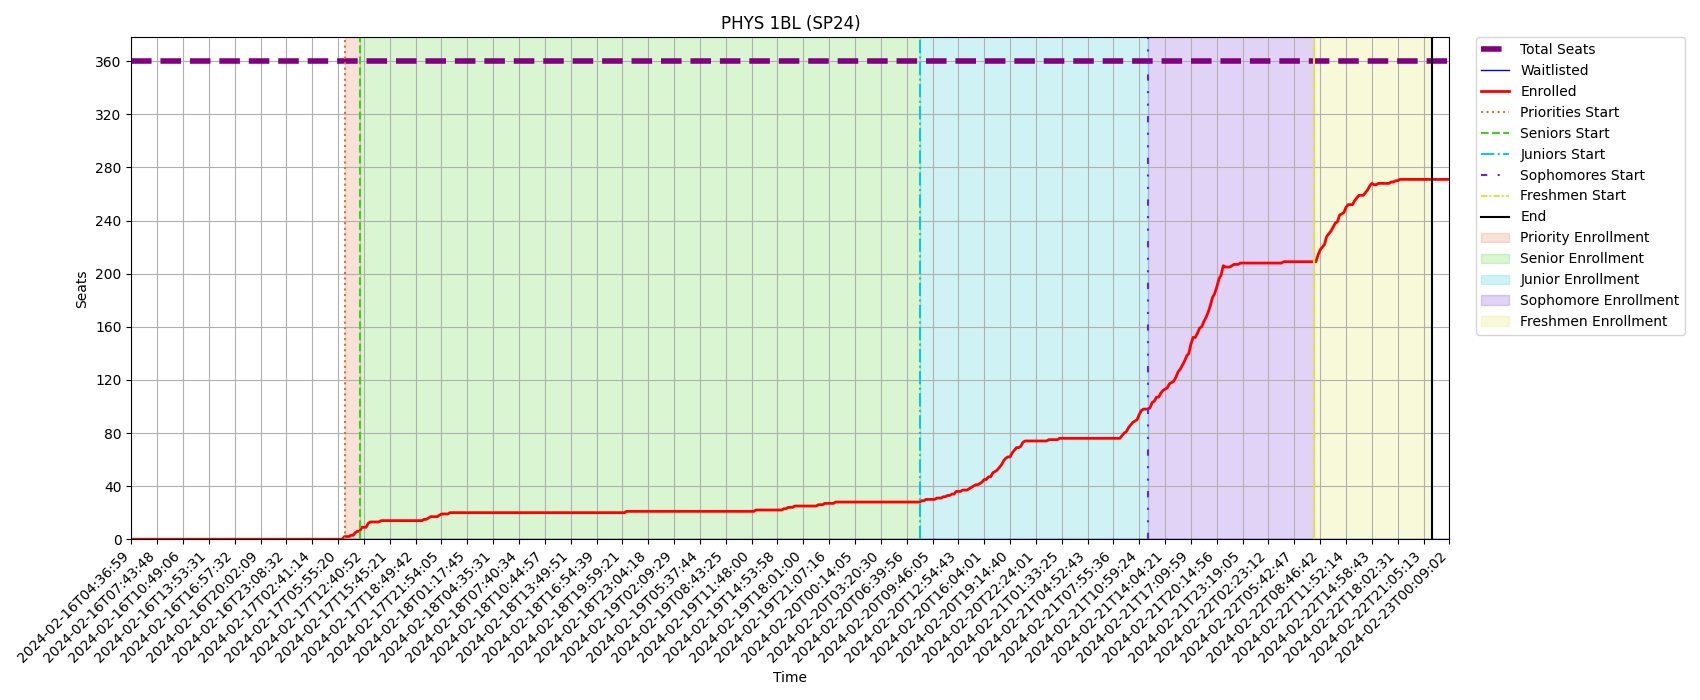 PHYS 1BL (SP24)
Seats
360
320
280
240
200
160
120
80
40
0
2024-02-16T04:36:59
2024-02-16T07:43:48
2024-02-16T10:49:06
2024-02-16T13:53:31
2024-02-16T16:57:32
2024-02-16T20:02:09
2024-02-16T23:08:32
2024-02-17T02:41:14
2024-02-17T05:55:20
2024-02-17T12:40:52
2024-02-17T15:45:21
2024-02-17T18:49:42
2024-02-17T21:54:05
2024-02-18T01:17:45
2024-02-18T04:35:31
2024-02-18T07:40:34
2024-02-18T10:44:57
2024-02-18T13:49:51
2024-02-18T16:54:39
2024-02-18T19:59:21
2024-02-18T23:04:18
2024-02-19T02:09:29
2024-02-19T05:37:44
2024-02-19T08:43:25
2024-02-19T11:48:00
2024-02-19T14:53:58
2024-02-19T18:01:00
2024-02-19T21:07:16
2024-02-20T00:14:05
2024-02-20T03:20:30
2024-02-20T06:39:56
2024-02-20T09:46:05
2024-02-20T12:54:43
2024-02-20T16:04:01
2024-02-20T19:14:40
2024-02-20T22:24:01
2024-02-21T01:33:25
2024-02-21T04:52:43
2024-02-21T07:55:36
2024-02-21T10:59:24
2024-02-21T14:04:21
2024-02-21T17:09:59
2024-02-21T20:14:56
2024-02-21T23:19:05
2024-02-22T02:23:12
2024-02-22T05:42:47
2024-02-22T08:46:42
2024-02-22T11:52:14
2024-02-22T14:58:43
2024-02-22T18:02:31
2024-02-22T21:05:13
2024-02-23T00:09:02
Time
Total Seats
Waitlisted
Enrolled
Priorities Start
Seniors Start
Juniors Start
Sophomores Start
Freshmen Start
End
Priority Enrollment
Senior Enrollment
Junior Enrollment
Sophomore Enrollment
Freshmen Enrollment